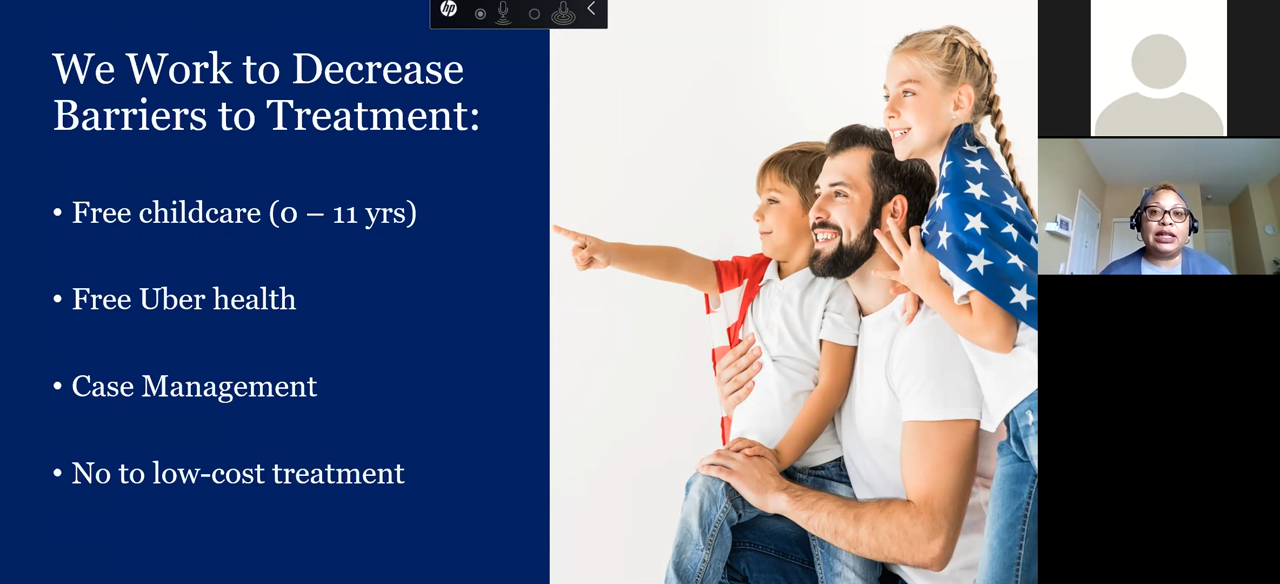 hp
We Work to Decrease
Barriers to Treatment:
• Free childcare (0 – 11 yrs)
• Free Uber health
• Case Management
• No to low-cost treatment